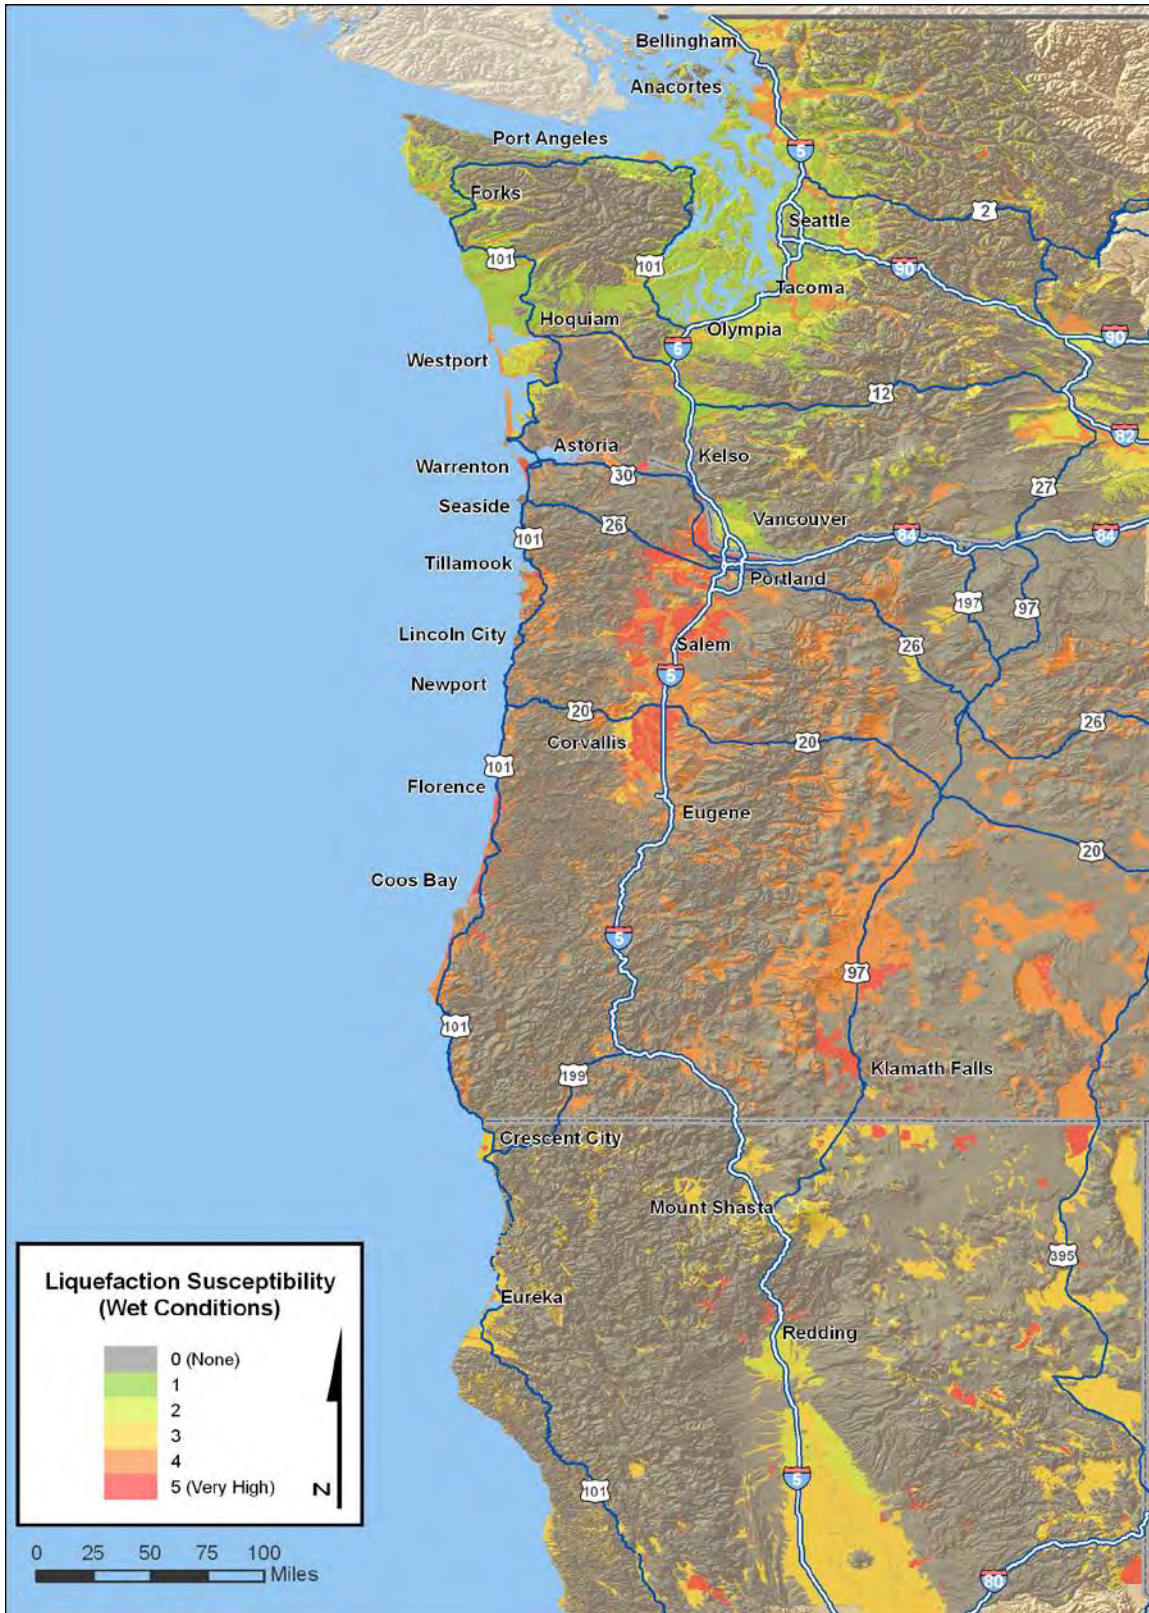 Bellingham
Anacortes
Port Angeles
5
Forks
2
Seattle
101
101
90
Tacoma
Hoquiam
Olympia
90
5
Westport
12
82
Astoria
Kelso
Warrenton
30
27
Seaside
26
Vancouver
101
84
84
Tillamook
Portland
197
97
Lincoln City
Salem
26
5
Newport
20
26
Corvallis
20
101
Florence
Eugene
20
Coos Bay
5
97
101
Klamath Falls
199
Crescent City
Mount Shasta
395
Liquefaction Susceptibility
(Wet Conditions)
Eureka
Redding
0 (None)
1
2
3
4
5 (Very High)
N
5
101
0 25 50 75 100
Miles
80